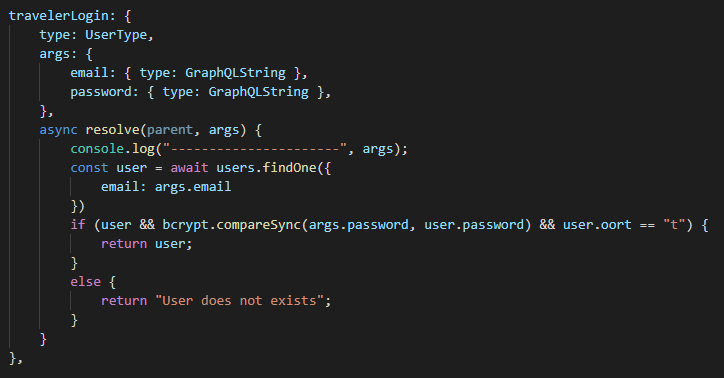 travelerLogin: {
    type: UserType,
    args: {
        email: { type: GraphQLString },
        password: { type: GraphQLString },
    },
    async resolve(parent, args) {
        console.log("----------------------", args);
        const user = await users.findOne({
            email: args.email
        })
        if (user && bcrypt.compareSync(args.password, user.password) && user.oort == "t") {
            return user;
        }
        else {
            return "User does not exists";
        }
    }
},